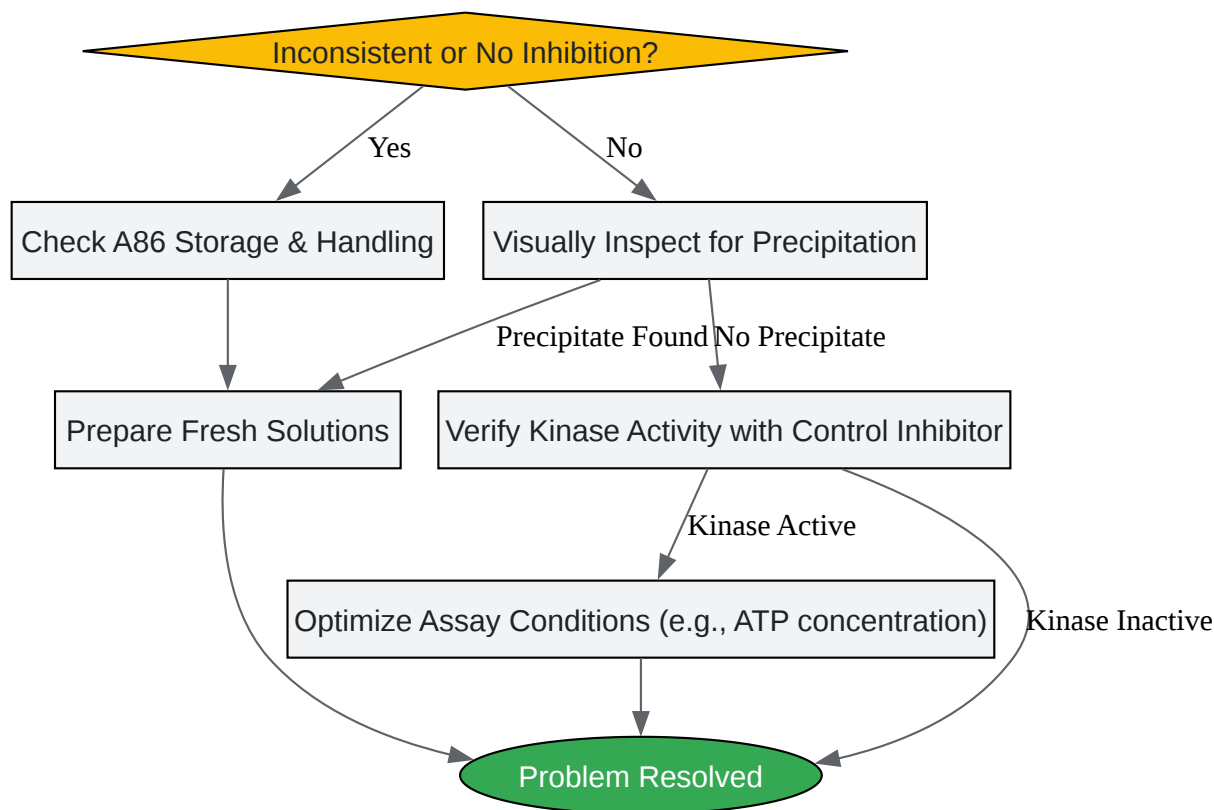 Inconsistent or No Inhibition?
Yes
No
Check A86 Storage & Handling
Visually Inspect for Precipitation
Precipitate Found
No Precipitate
Prepare Fresh Solutions
Verify Kinase Activity with Control Inhibitor
Kinase Active
Optimize Assay Conditions (e.g., ATP concentration)
Kinase Inactive
Problem Resolved